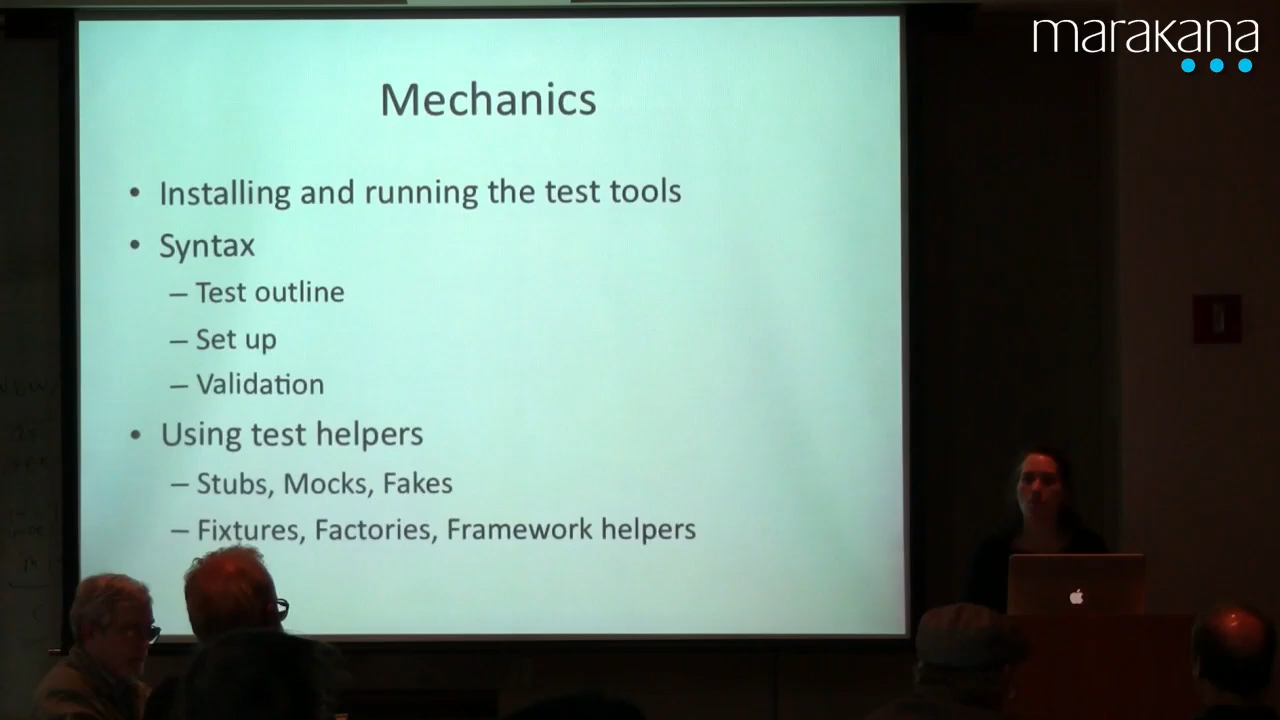 marakana
Mechanics
• Installing and running the test tools
• Syntax
– Test outline
– Set up
– Validation
• Using test helpers
– Stubs, Mocks, Fakes
– Fixtures, Factories, Framework helpers